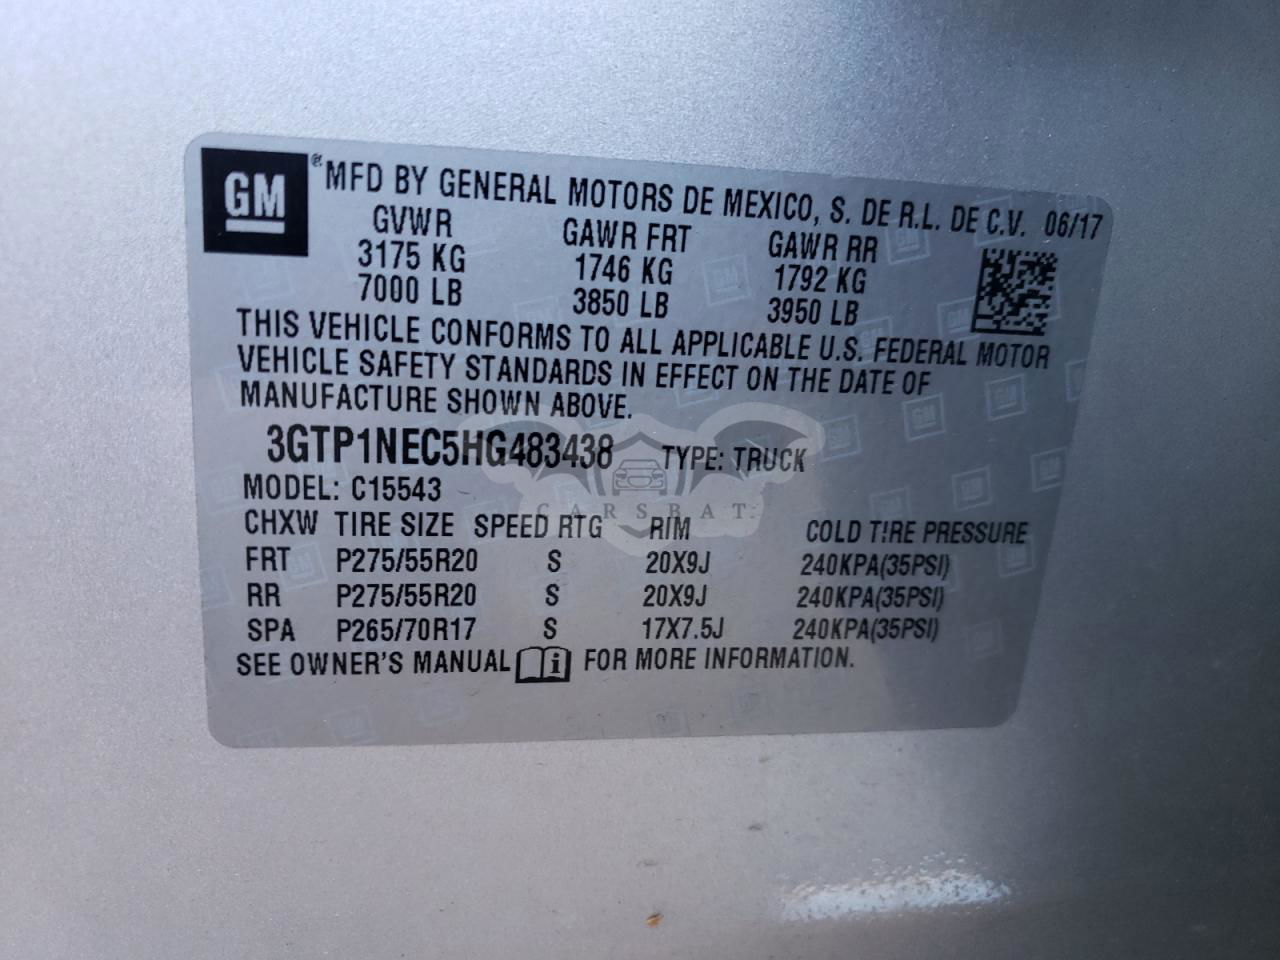 GM ® MFD BY GENERAL MOTORS DE MEXICO, S. DE R.L. DE C.V. 06/17
GVWR GAWR FRT GAWR RR
3175 KG 1746 KG 1792 KG
7000 LB 3850 LB 3950 LB
THIS VEHICLE CONFORMS TO ALL APPLICABLE U.S. FEDERAL MOTOR
VEHICLE SAFETY STANDARDS IN EFFECT ON THE DATE OF
MANUFACTURE SHOWN ABOVE.
3GTP1NEC5HG483438 TYPE: TRUCK
MODEL: C15543
CARSBAT
CHXW TIRE SIZE SPEED RTG RIM COLD TIRE PRESSURE
FRT P275/55R20 S 20X9J 240KPA(35PSI)
RR P275/55R20 S 20X9J 240KPA(35PSI)
SPA P265/70R17 S 17X7.5J 240KPA(35PSI)
SEE OWNER'S MANUAL i FOR MORE INFORMATION.